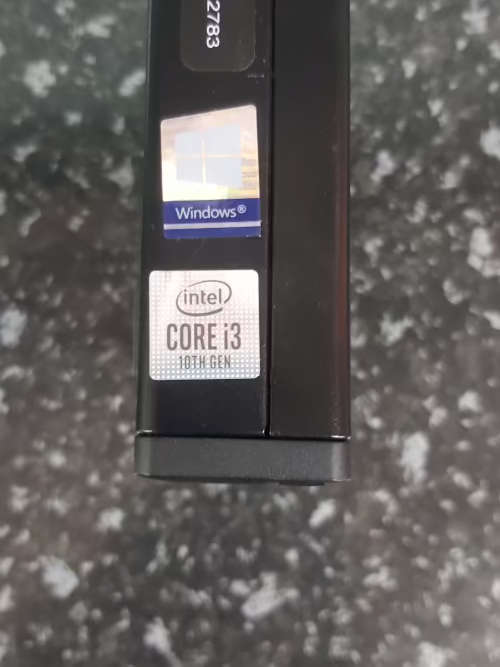 2783
Windows®
intel
CORE i3
10TH GEN